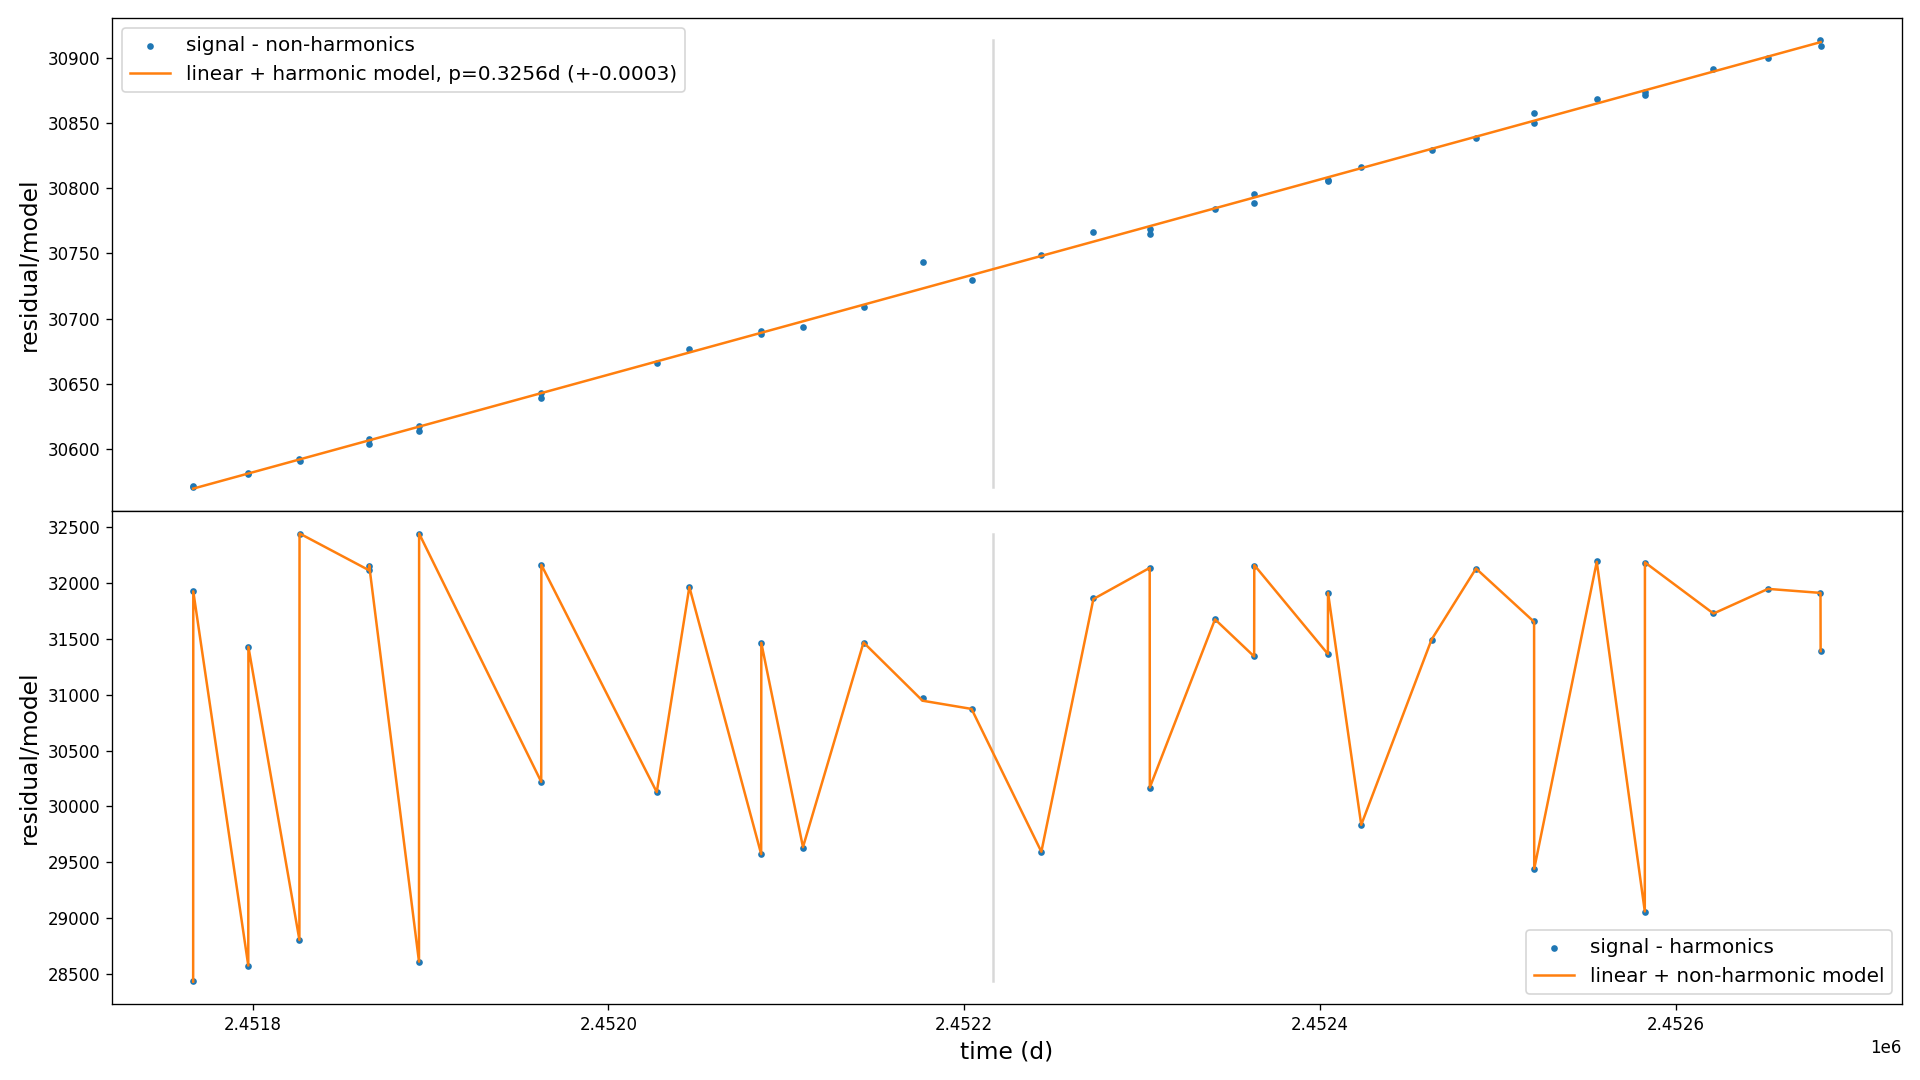 signal - non-harmonics
linear + harmonic model, p=0.3256d (+-0.0003)
30900
30850
30800
30750
30700
30650
30600
residual/model
32500
32000
31500
31000
30500
30000
29500
29000
28500
residual/model
signal - harmonics
linear + non-harmonic model
2.4518 2.4520 2.4522 2.4524 2.4526
time (d)
1e6